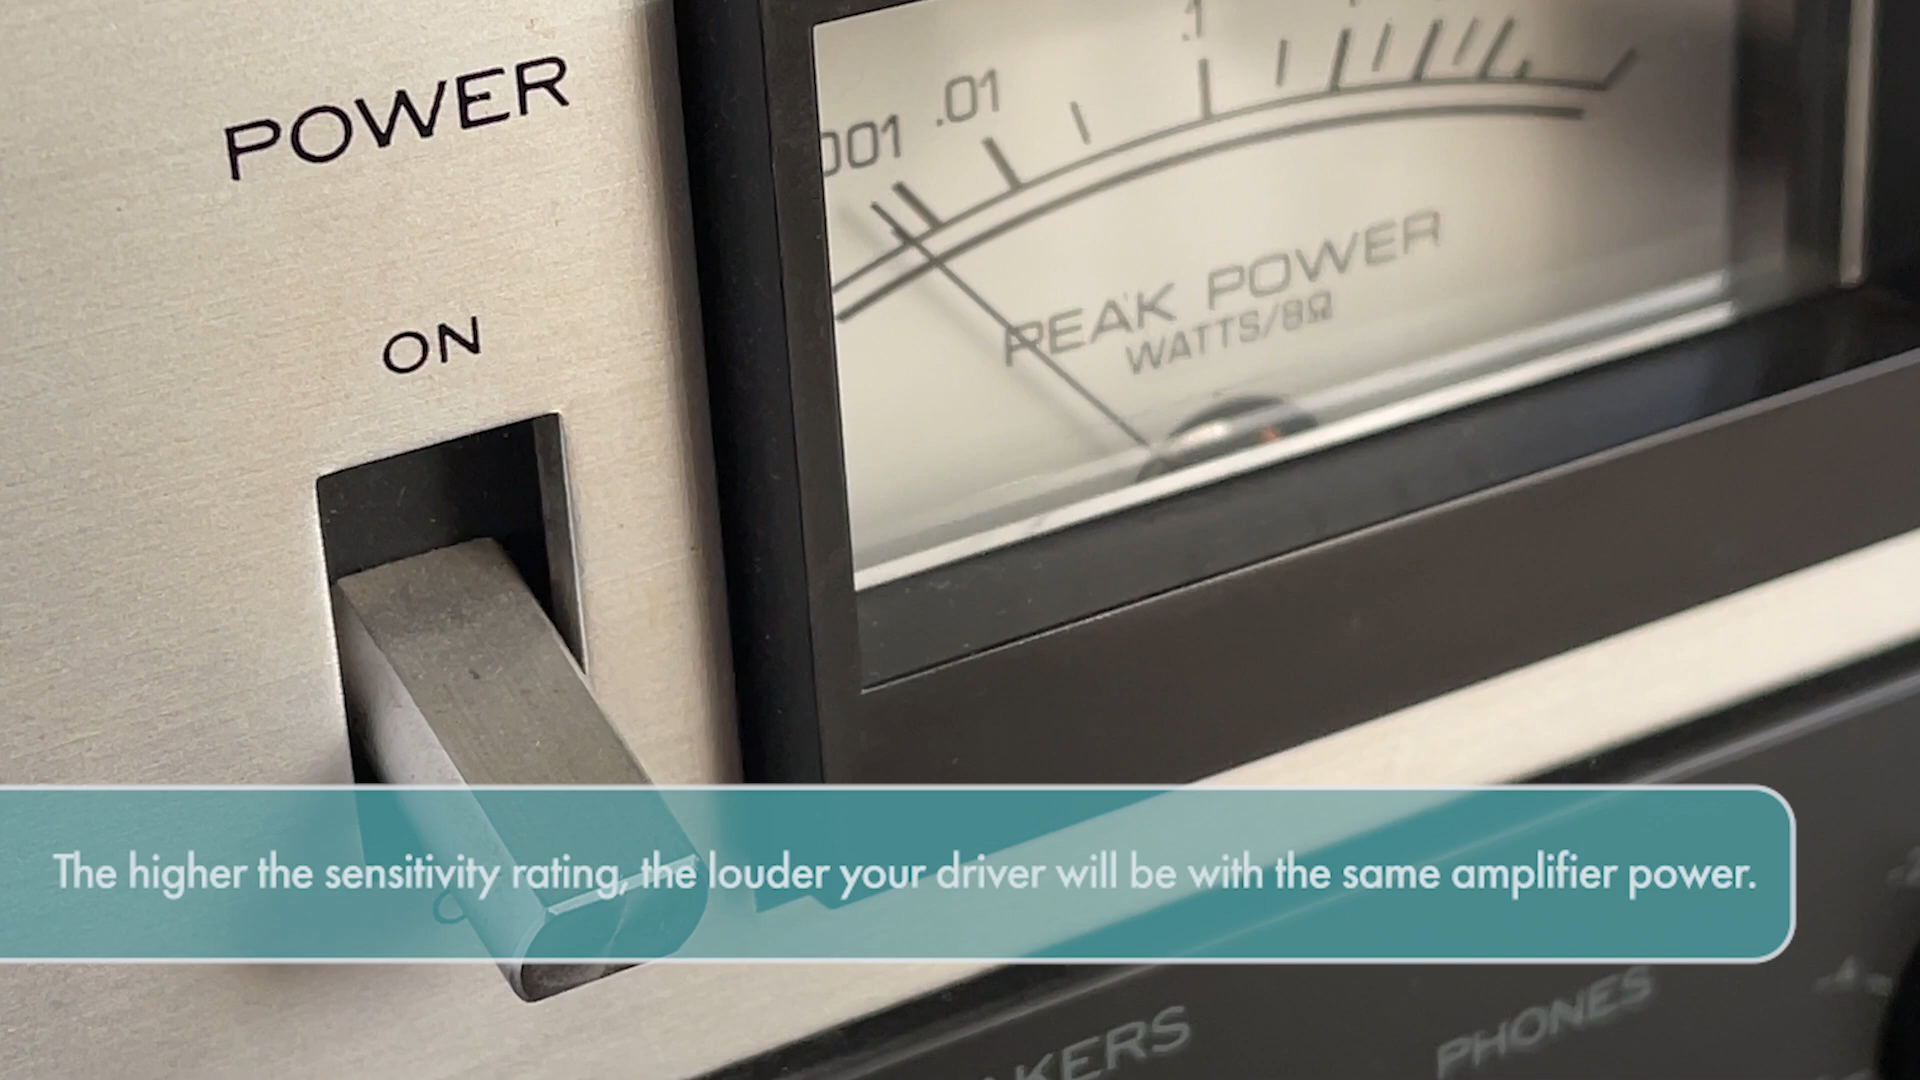 POWER
ON
001 .01 .1
PEAK POWER
WATTS/8Ω
The higher the sensitivity rating, the louder your driver will be with the same amplifier power.
PHONES